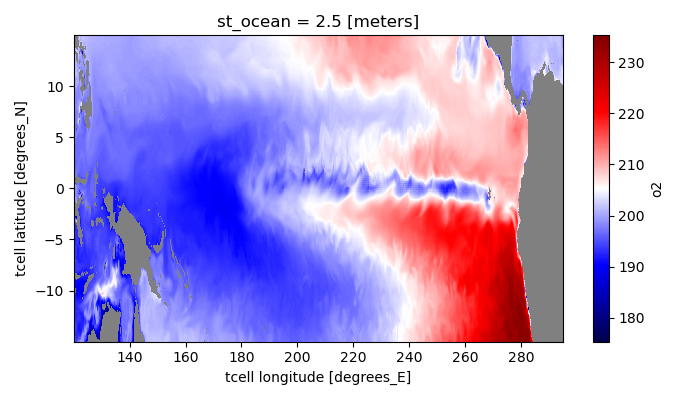 st_ocean = 2.5 [meters]
10
5
0
−5
−10
tcell latitude [degrees_N]
140 160 180 200 220 240 260 280
tcell longitude [degrees_E]
230
220
210
200
190
180
o2